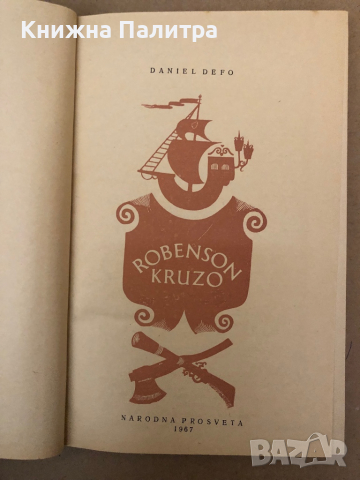 Книжна Палитра
DANIEL DEFO
ROBENSON
KRUZO
NARODNA PROSVETA
1967
BAZAR